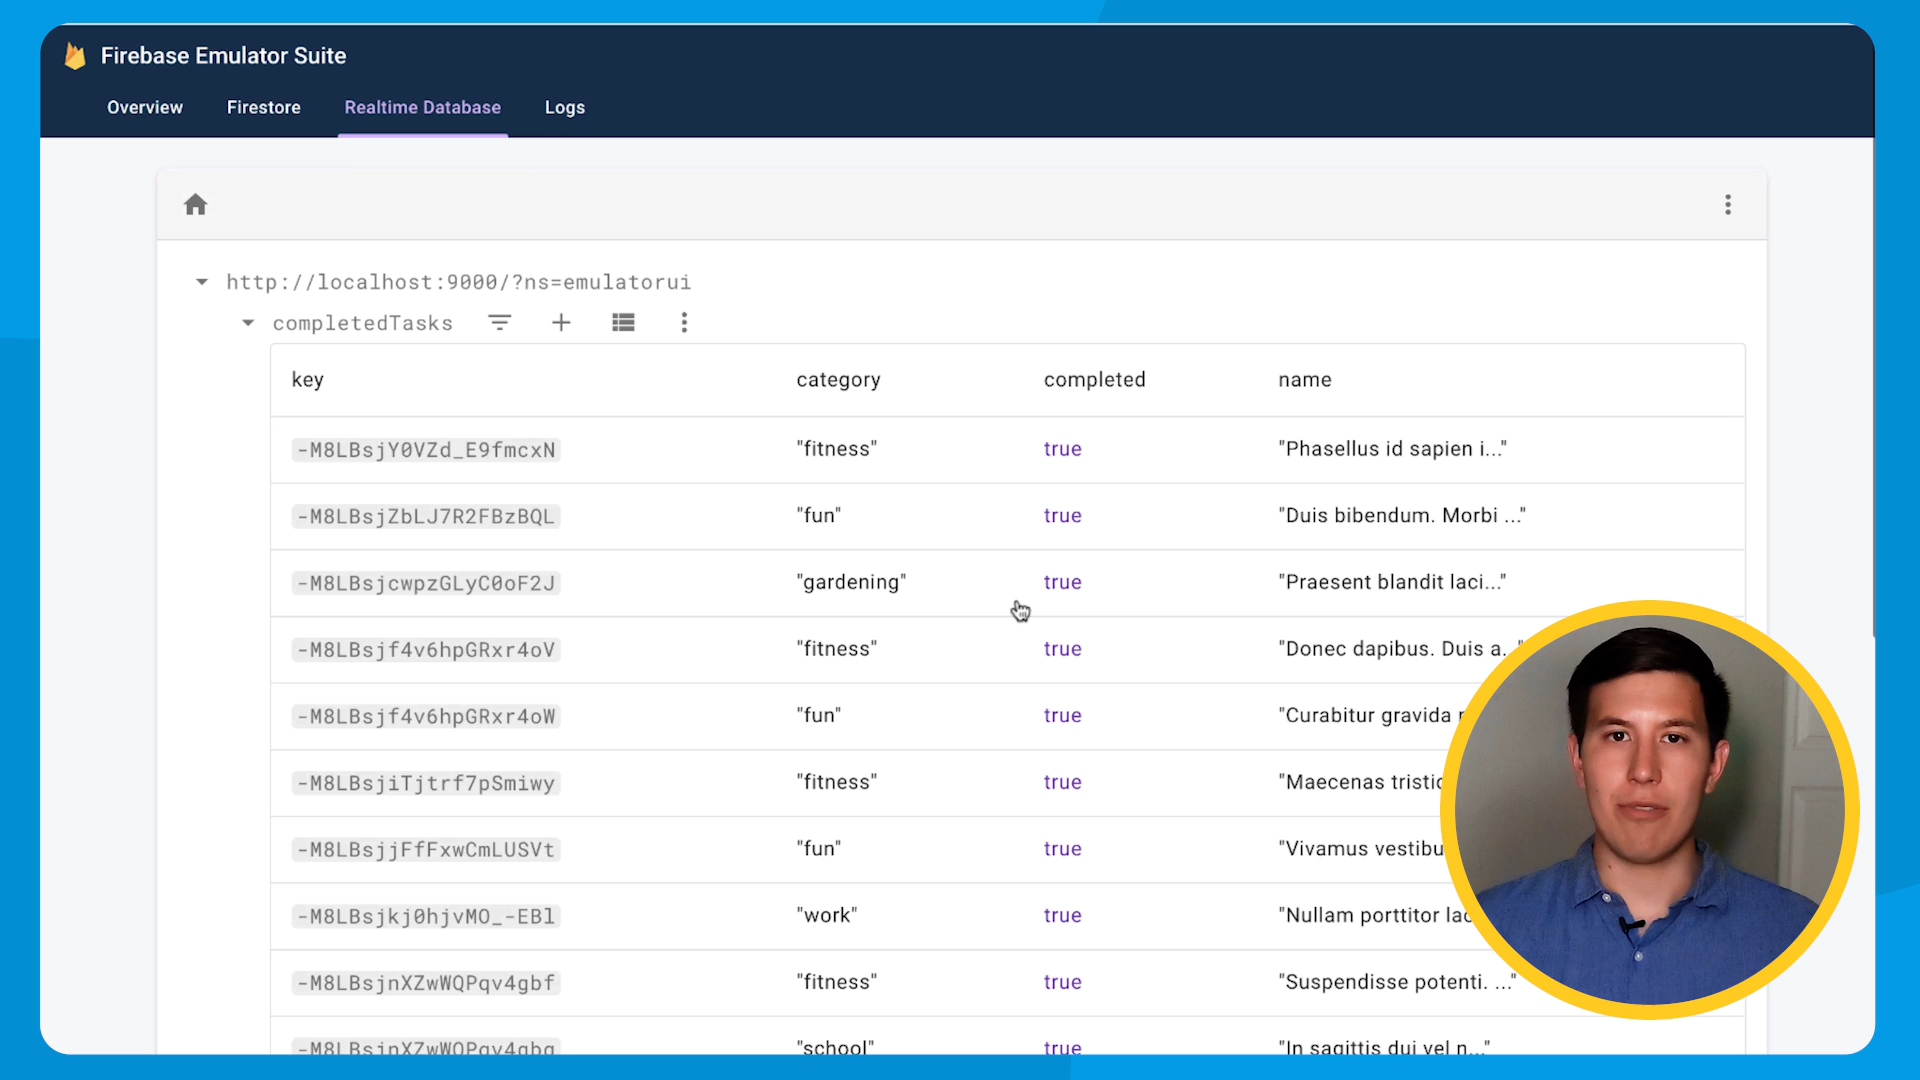 Firebase Emulator Suite
Overview Firestore Realtime Database Logs
http://localhost:9000/?ns=emulatorui
completedTasks
key category completed name
-M8LBsjY0VZd_E9fmcxN "fitness" true "Phasellus id sapien i..."
-M8LBsjZbLJ7R2FBzBQL "fun" true "Duis bibendum. Morbi ..."
-M8LBsjcwpzGLyC0oF2J "gardening" true "Praesent blandit laci..."
-M8LBsjf4v6hpGRxr4oV "fitness" true "Donec dapibus. Duis a..."
-M8LBsjf4v6hpGRxr4oW "fun" true "Curabitur gravida
-M8LBsjiTjtrf7pSmiwy "fitness" true "Maecenas
-M8LBsjjFfFxwCmLUSVt "fun" true "Vivamus
-M8LBsjkj0hjvMO_-EBl "work" true "Nullam porttitor
-M8LBsjnXZwWQPqv4gbf "fitness" true "Suspendisse potenti. ..."
-M8LBsjnXZwWQPqv4gbg "school" true "In sagittis dui vel n..."